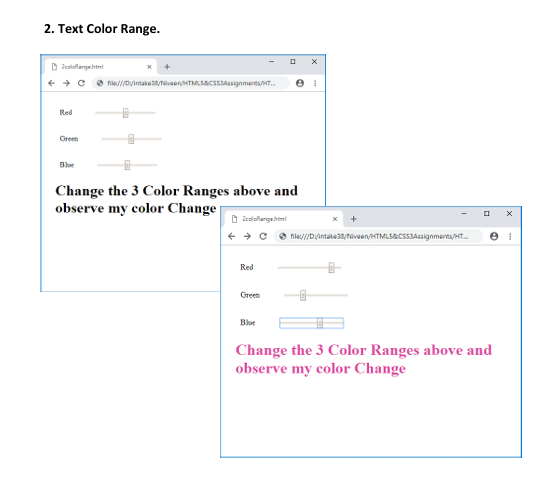 2. Text Color Range.
2coloRange.html
file:///D:/intake38/Niveen/HTML5&CSS3Assignments/HT...
Red
Green
Blue
Change the 3 Color Ranges above and
observe my color Change
2coloRange.html
file:///D:/intake38/Niveen/HTML5&CSS3Assignments/HT...
Red
Green
Blue
Change the 3 Color Ranges above and
observe my color Change